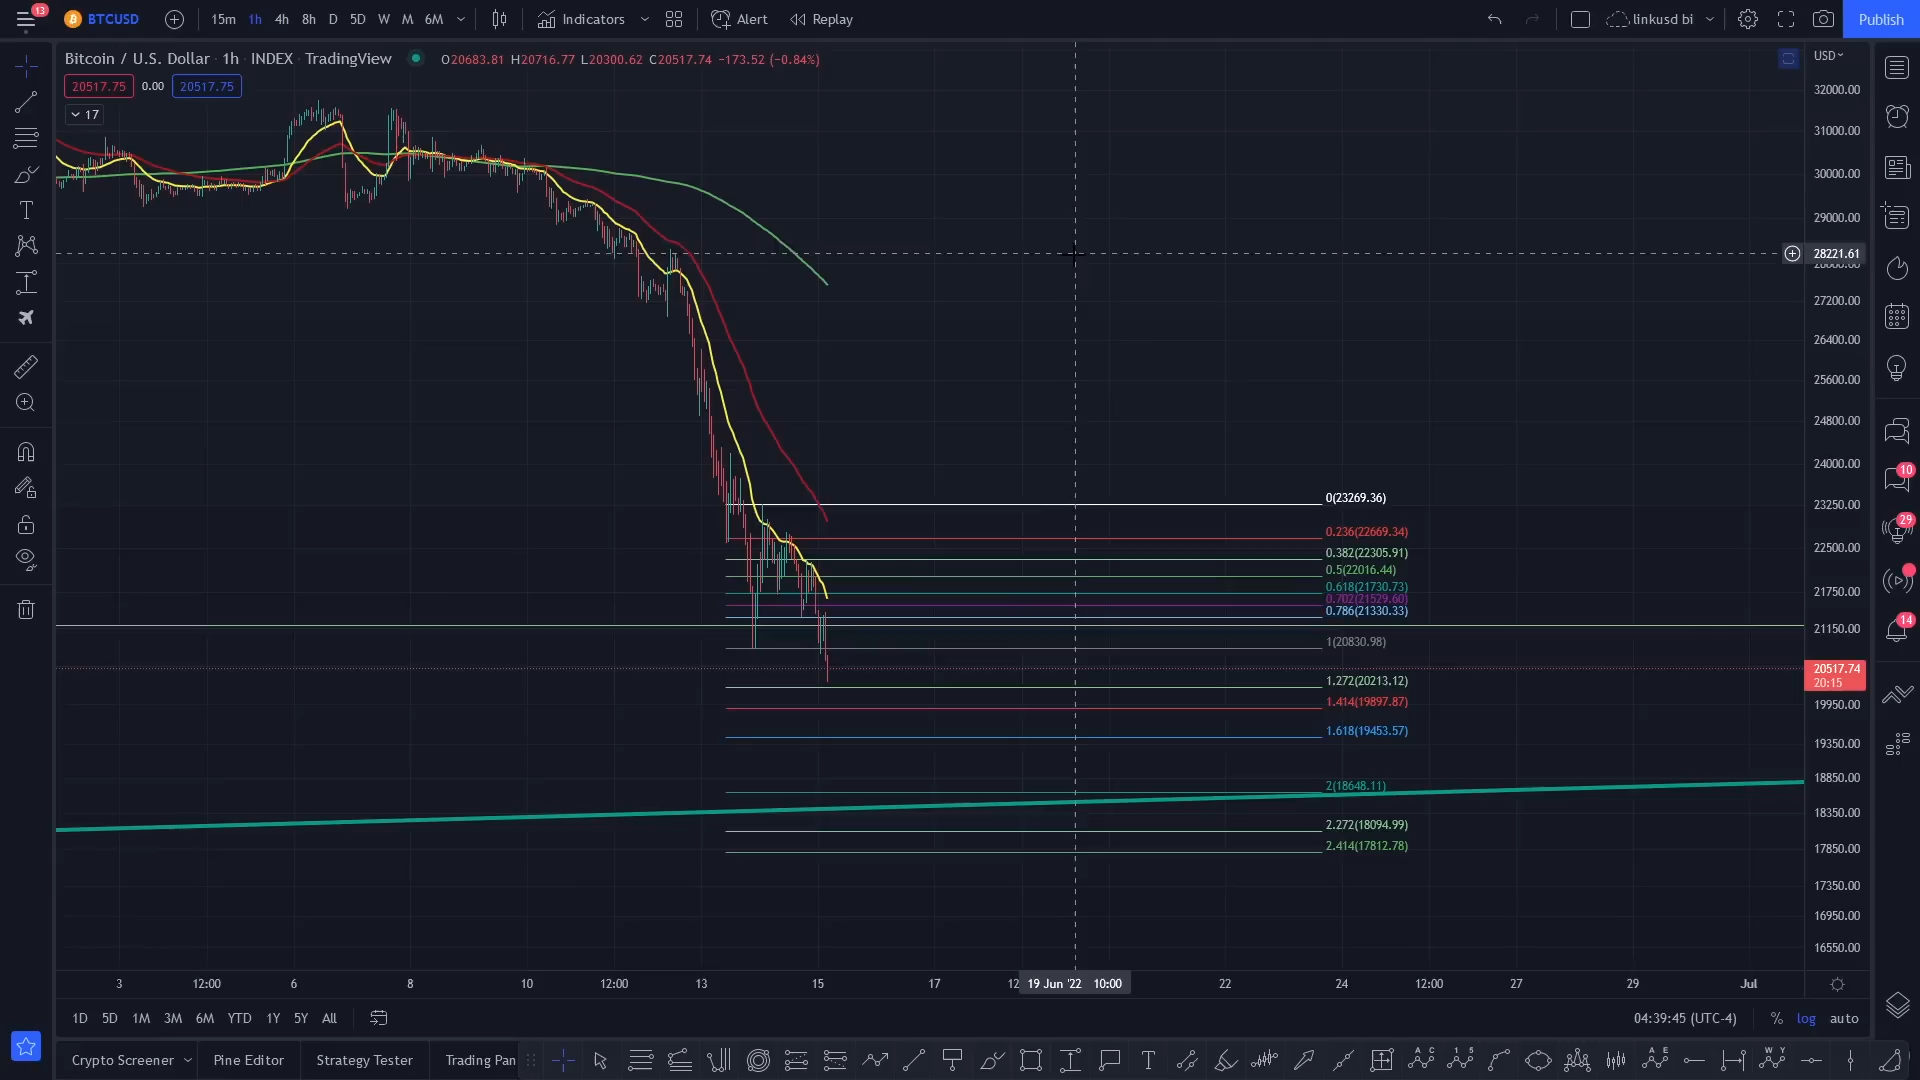 13
BTCUSD
15m 1h 4h 8h D 5D W M 6M
Indicators
Alert
Replay
linkusd bi
Publish
Bitcoin / U.S. Dollar · 1h · INDEX · TradingView
O20683.81 H20716.77 L20300.62 C20517.74 −173.52 (−0.84%)
20517.75 0.00 20517.75
17
USD
32000.00
31000.00
30000.00
29000.00
28221.61
27200.00
26400.00
25600.00
24800.00
24000.00
23250.00
22500.00
21750.00
21150.00
20517.74
20:15
19950.00
19350.00
18850.00
18350.00
17850.00
17350.00
16950.00
16550.00
0(23269.36)
0.236(22669.34)
0.382(22305.91)
0.5(22016.44)
0.618(21730.73)
0.702(21529.60)
0.786(21330.33)
1(20830.98)
1.272(20213.12)
1.414(19897.87)
1.618(19453.57)
2(18648.11)
2.272(18094.99)
2.414(17812.78)
10
29
14
3 12:00 6 8 10 12:00 13 15 17 12 19 Jun '22 10:00 22 24 12:00 27 29 Jul
1D 5D 1M 3M 6M YTD 1Y 5Y All
04:39:45 (UTC-4) % log auto
Crypto Screener Pine Editor Strategy Tester Trading Pan